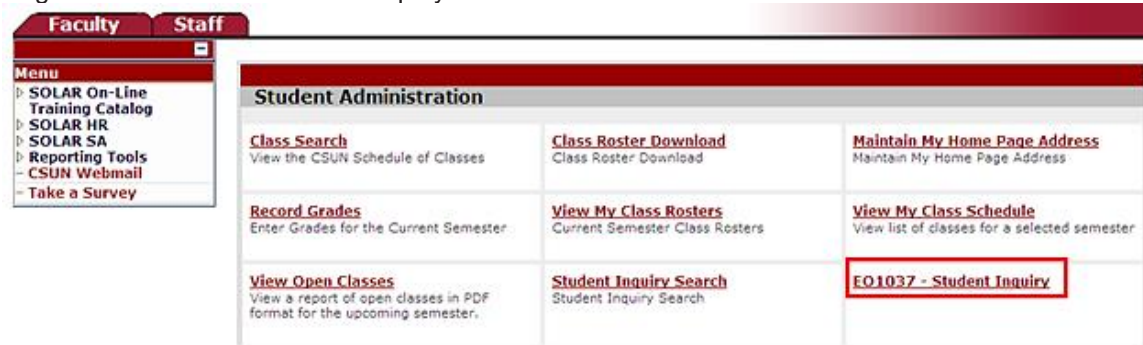 Faculty Staff
Menu
SOLAR On-Line
Training Catalog
SOLAR HR
SOLAR SA
Reporting Tools
– CSUN Webmail
– Take a Survey
Student Administration
Class Search
View the CSUN Schedule of Classes
Class Roster Download
Class Roster Download
Maintain My Home Page Address
Maintain My Home Page Address
Record Grades
Enter Grades for the Current Semester
View My Class Rosters
Current Semester Class Rosters
View My Class Schedule
View list of classes for a selected semester
View Open Classes
View a report of open classes in PDF
format for the upcoming semester.
Student Inquiry Search
Student Inquiry Search
EO1037 - Student Inquiry